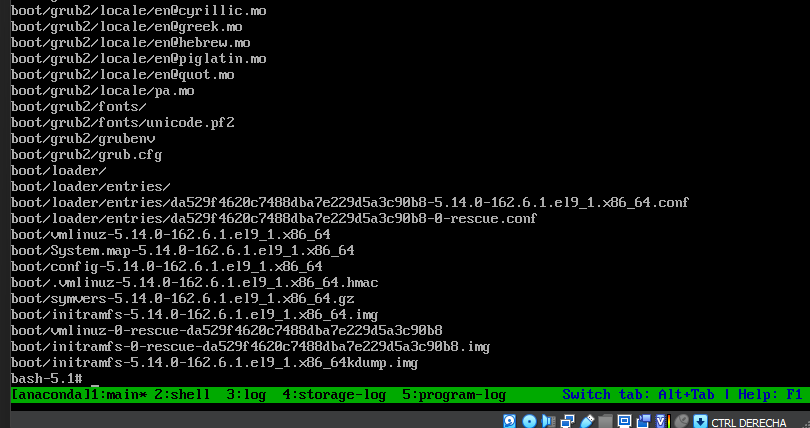 boot/grub2/locale/en@cyrillic.mo
boot/grub2/locale/en@greek.mo
boot/grub2/locale/en@hebrew.mo
boot/grub2/locale/en@piglatin.mo
boot/grub2/locale/en@quot.mo
boot/grub2/locale/pa.mo
boot/grub2/fonts/
boot/grub2/fonts/unicode.pf2
boot/grub2/grubenv
boot/grub2/grub.cfg
boot/loader/
boot/loader/entries/
boot/loader/entries/da529f4620c7488dba7e229d5a3c90b8-5.14.0-162.6.1.el9_1.x86_64.conf
boot/loader/entries/da529f4620c7488dba7e229d5a3c90b8-0-rescue.conf
boot/vmlinuz-5.14.0-162.6.1.el9_1.x86_64
boot/System.map-5.14.0-162.6.1.el9_1.x86_64
boot/config-5.14.0-162.6.1.el9_1.x86_64
boot/.vmlinuz-5.14.0-162.6.1.el9_1.x86_64.hmac
boot/symvers-5.14.0-162.6.1.el9_1.x86_64.gz
boot/initramfs-5.14.0-162.6.1.el9_1.x86_64.img
boot/vmlinuz-0-rescue-da529f4620c7488dba7e229d5a3c90b8
boot/initramfs-0-rescue-da529f4620c7488dba7e229d5a3c90b8.img
boot/initramfs-5.14.0-162.6.1.el9_1.x86_64kdump.img
bash-5.1# _
[anaconda]1:main* 2:shell  3:log  4:storage-log  5:program-log    Switch tab: Alt+Tab | Help: F1
CTRL DERECHA